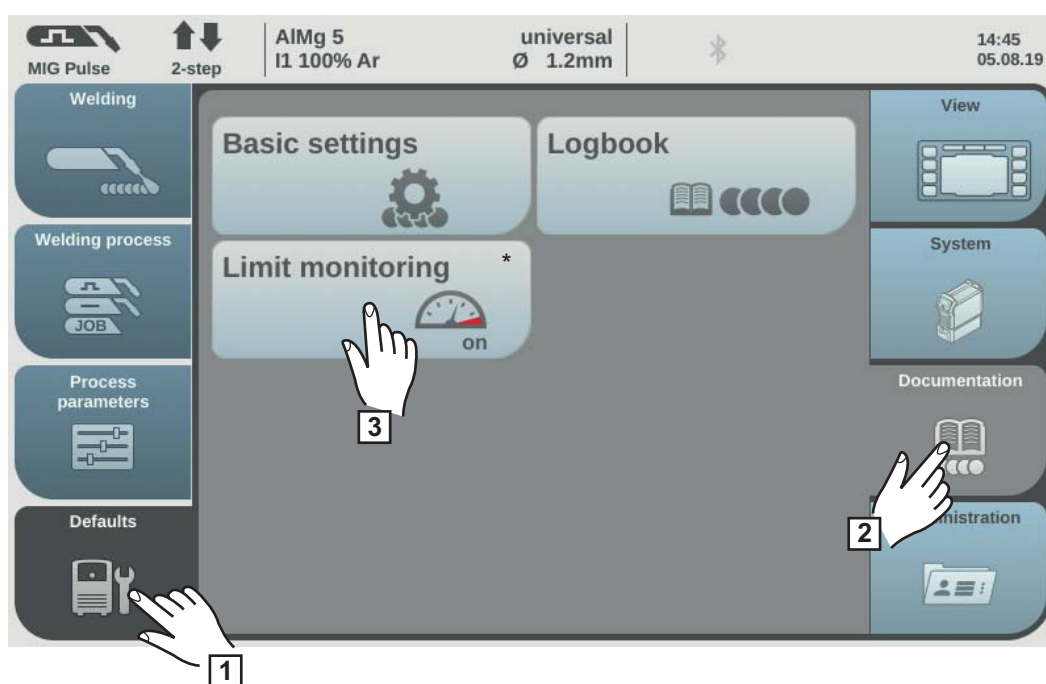 MIG Pulse
2-step
AlMg 5
I1 100% Ar
universal
Ø 1.2mm
14:45
05.08.19
Welding
Welding process
JOB
Process
parameters
Defaults
Basic settings
Logbook
Limit monitoring *
on
View
System
Documentation
1
2
3